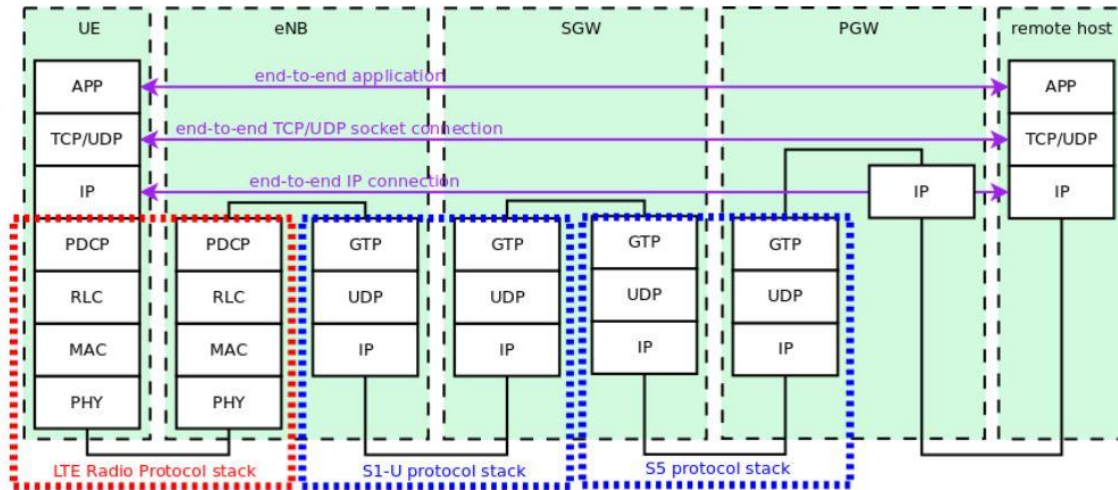 UE
eNB
SGW
PGW
remote host
APP
end-to-end application
APP
TCP/UDP
end-to-end TCP/UDP socket connection
TCP/UDP
IP
end-to-end IP connection
IP
IP
PDCP
PDCP
GTP
GTP
GTP
GTP
RLC
RLC
UDP
UDP
UDP
UDP
MAC
MAC
IP
IP
IP
IP
PHY
PHY
LTE Radio Protocol stack
S1-U protocol stack
S5 protocol stack